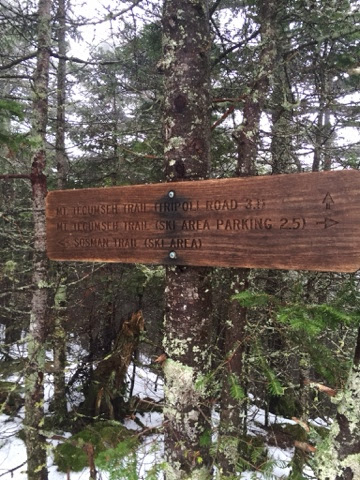 MT TECUMSEH TRAIL (TRIPOLI ROAD 3.1)
MT TECUMSEH TRAIL (SKI AREA PARKING 2.5)
SOSMAN TRAIL (SKI AREA)